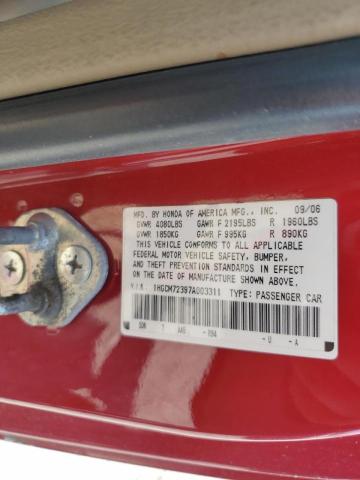 MFD. BY HONDA OF AMERICA MFG., INC. 09/06
GVWR 4080LBS GAWR F 2195LBS R 1960LBS
GVWR 1850KG GAWR F 995KG R 890KG
THIS VEHICLE CONFORMS TO ALL APPLICABLE
FEDERAL MOTOR VEHICLE SAFETY, BUMPER,
AND THEFT PREVENTION STANDARDS IN EFFECT
ON THE DATE OF MANUFACTURE SHOWN ABOVE.
V.I.N. 1HGCM72397A003311 TYPE: PASSENGER CAR
- U - A